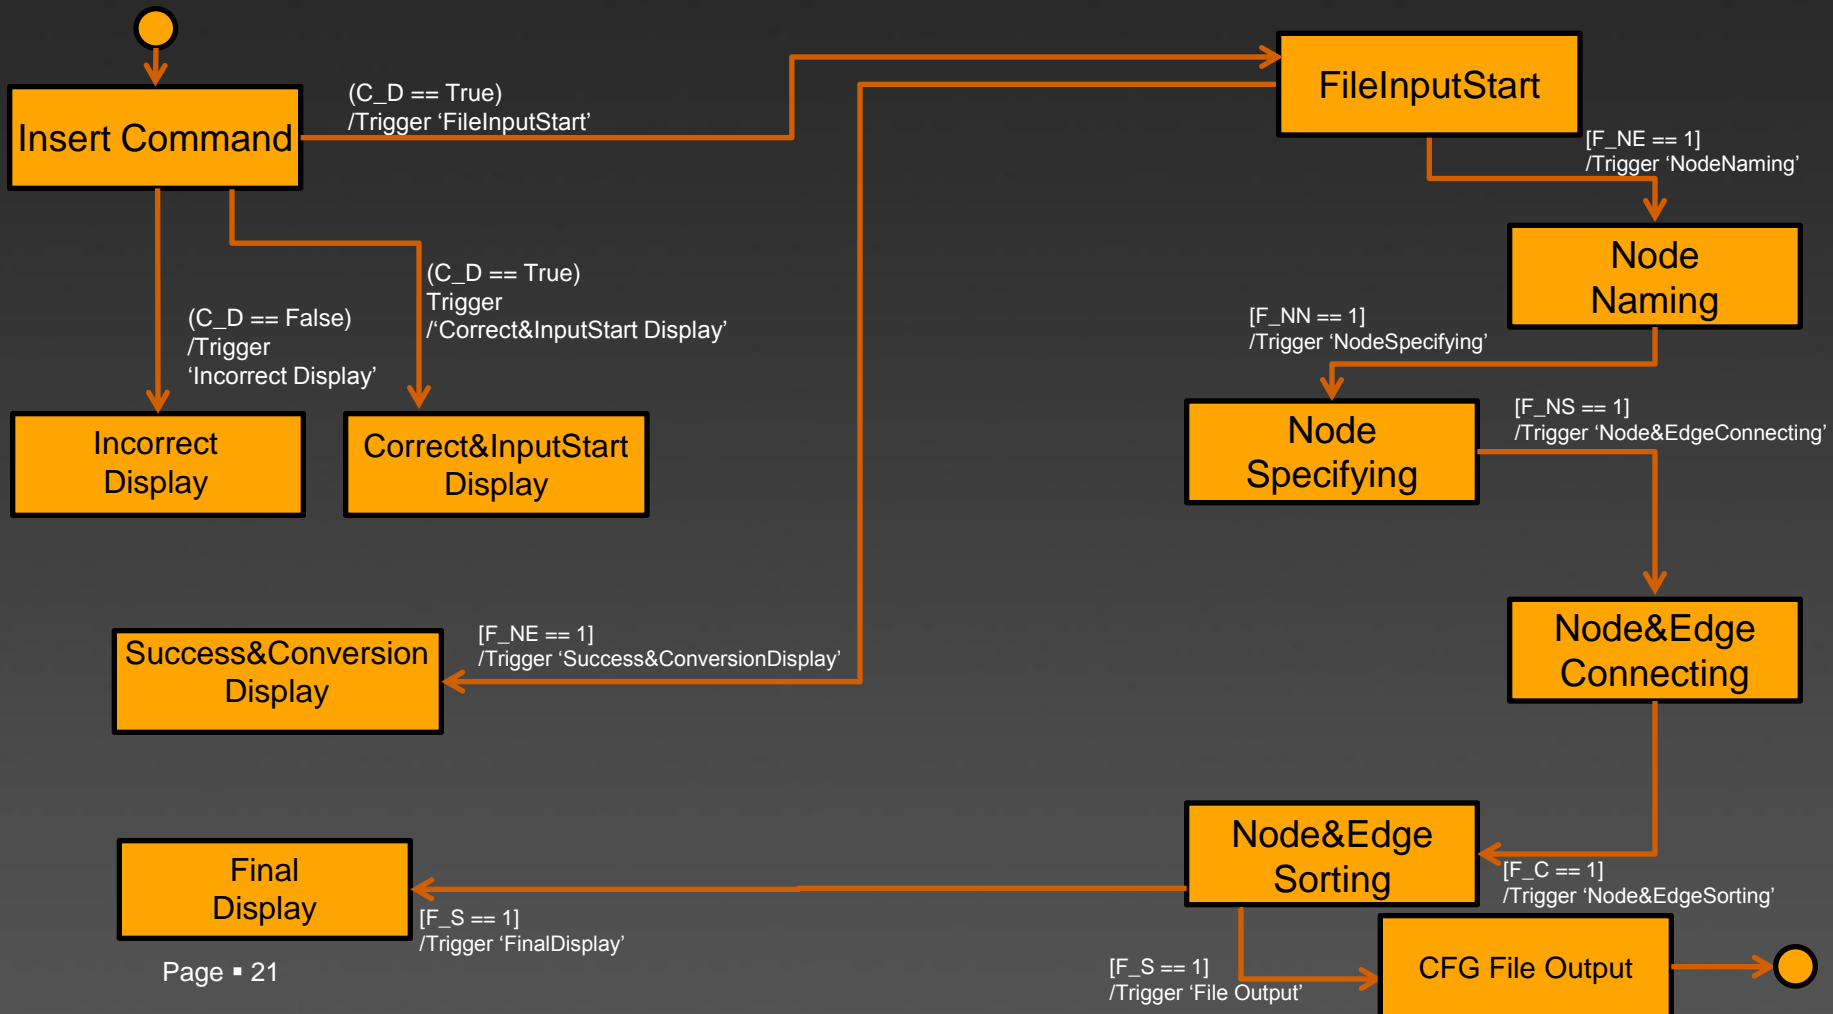 FileInputStart
(C_D == True)
/Trigger ‘FileInputStart’
Insert Command
[F_NE == 1]
/Trigger ‘NodeNaming’
Node
Naming
(C_D == True)
Trigger
/‘Correct&InputStart Display’
(C_D == False)
/Trigger
‘Incorrect Display’
[F_NN == 1]
/Trigger ‘NodeSpecifying’
Incorrect
Display
Correct&InputStart
Display
Node
Specifying
[F_NS == 1]
/Trigger ‘Node&EdgeConnecting’
Success&Conversion
Display
[F_NE == 1]
/Trigger ‘Success&ConversionDisplay’
Node&Edge
Connecting
Node&Edge
Sorting
[F_C == 1]
/Trigger ‘Node&EdgeSorting’
Final
Display
[F_S == 1]
/Trigger ‘FinalDisplay’
[F_S == 1]
/Trigger ‘File Output’
CFG File Output
Page ▪ 21